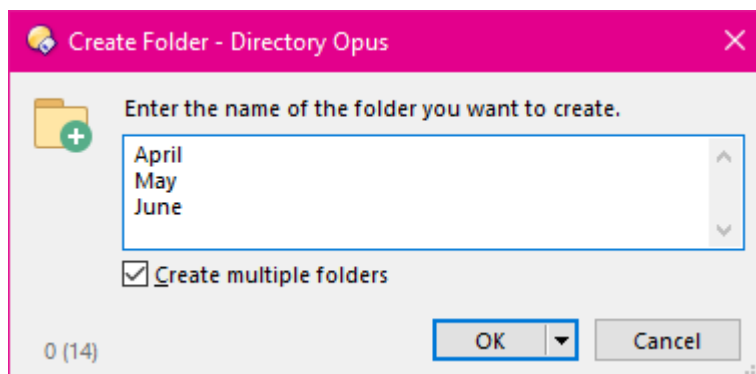 Create Folder - Directory Opus
Enter the name of the folder you want to create.
April
May
June
Create multiple folders
0 (14)
OK
Cancel